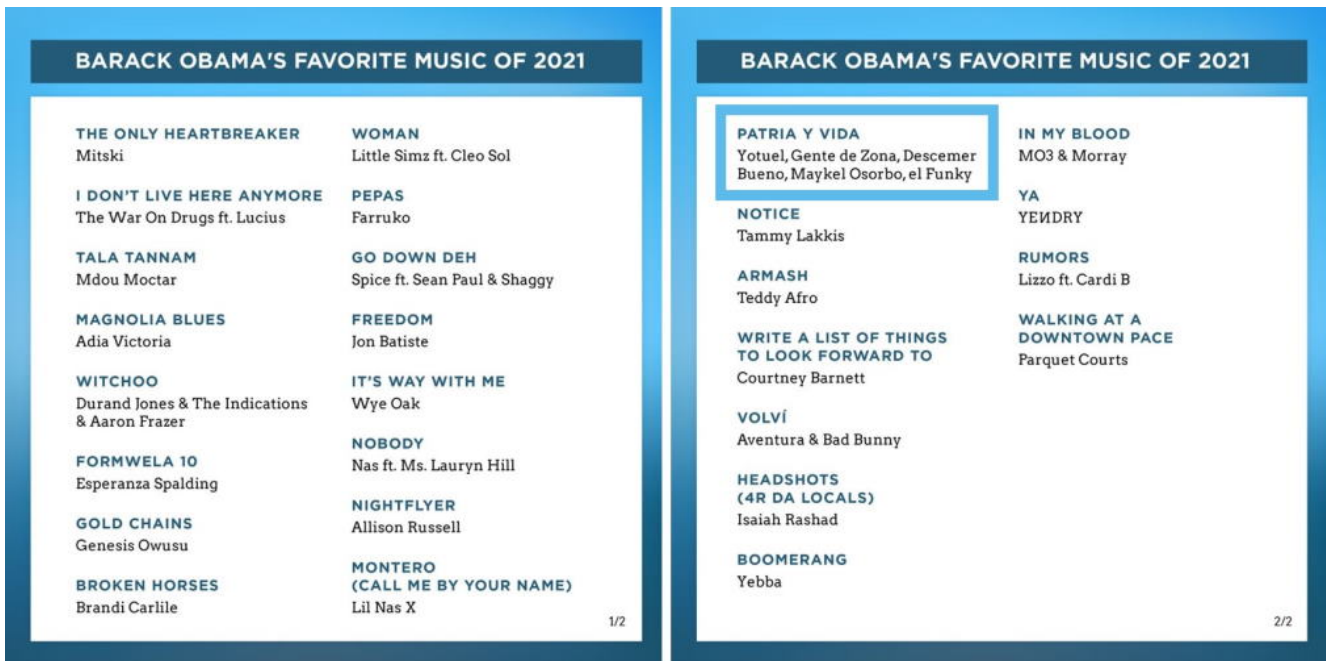 BARACK OBAMA'S FAVORITE MUSIC OF 2021
THE ONLY HEARTBREAKER
Mitski
I DON'T LIVE HERE ANYMORE
The War On Drugs ft. Lucius
TALA TANNAM
Mdou Moctar
MAGNOLIA BLUES
Adia Victoria
WITCHOO
Durand Jones & The Indications
& Aaron Frazer
FORMWELA 10
Esperanza Spalding
GOLD CHAINS
Genesis Owusu
BROKEN HORSES
Brandi Carlile
WOMAN
Little Simz ft. Cleo Sol
PEPAS
Farruko
GO DOWN DEH
Spice ft. Sean Paul & Shaggy
FREEDOM
Jon Batiste
IT'S WAY WITH ME
Wye Oak
NOBODY
Nas ft. Ms. Lauryn Hill
NIGHTFLYER
Allison Russell
MONTERO
(CALL ME BY YOUR NAME)
Lil Nas X
1/2
BARACK OBAMA'S FAVORITE MUSIC OF 2021
PATRIA Y VIDA
Yotuel, Gente de Zona, Descemer
Bueno, Maykel Osorbo, el Funky
NOTICE
Tammy Lakkis
ARMASH
Teddy Afro
WRITE A LIST OF THINGS
TO LOOK FORWARD TO
Courtney Barnett
VOLVÍ
Aventura & Bad Bunny
HEADSHOTS
(4R DA LOCALS)
Isaiah Rashad
BOOMERANG
Yebba
IN MY BLOOD
MO3 & Morray
YA
YEИDRY
RUMORS
Lizzo ft. Cardi B
WALKING AT A
DOWNTOWN PACE
Parquet Courts
2/2